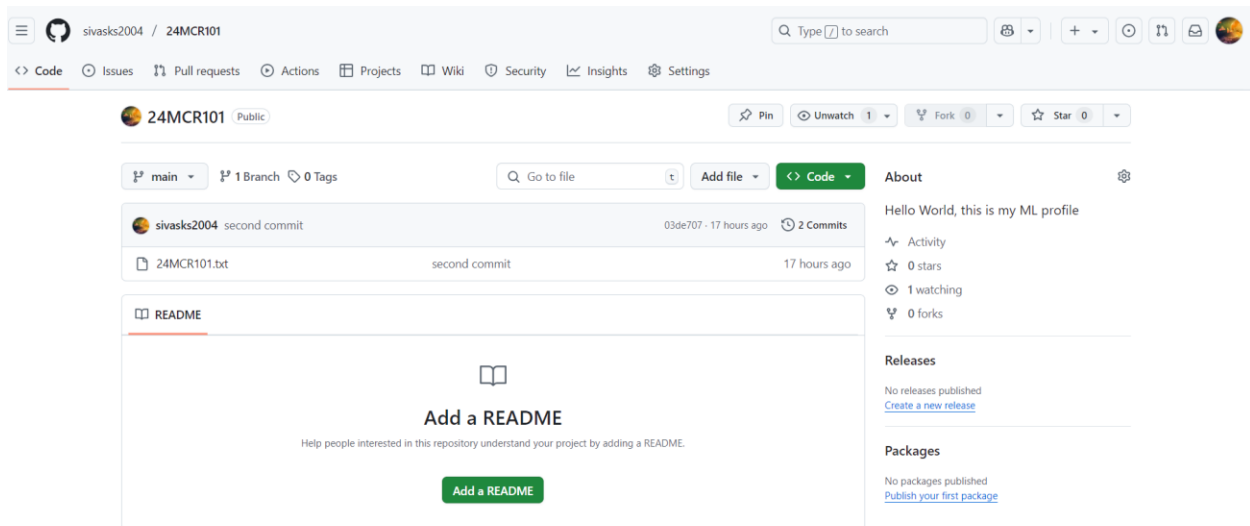 sivasks2004 / 24MCR101
Type / to search
Code Issues Pull requests Actions Projects Wiki Security Insights Settings
24MCR101 Public
Pin Unwatch 1 Fork 0 Star 0
main 1 Branch 0 Tags Go to file t Add file Code
sivasks2004 second commit 03de707 · 17 hours ago 2 Commits
24MCR101.txt second commit 17 hours ago
README
Add a README
Help people interested in this repository understand your project by adding a README.
Add a README
About
Hello World, this is my ML profile
Activity
0 stars
1 watching
0 forks
Releases
No releases published
Create a new release
Packages
No packages published
Publish your first package